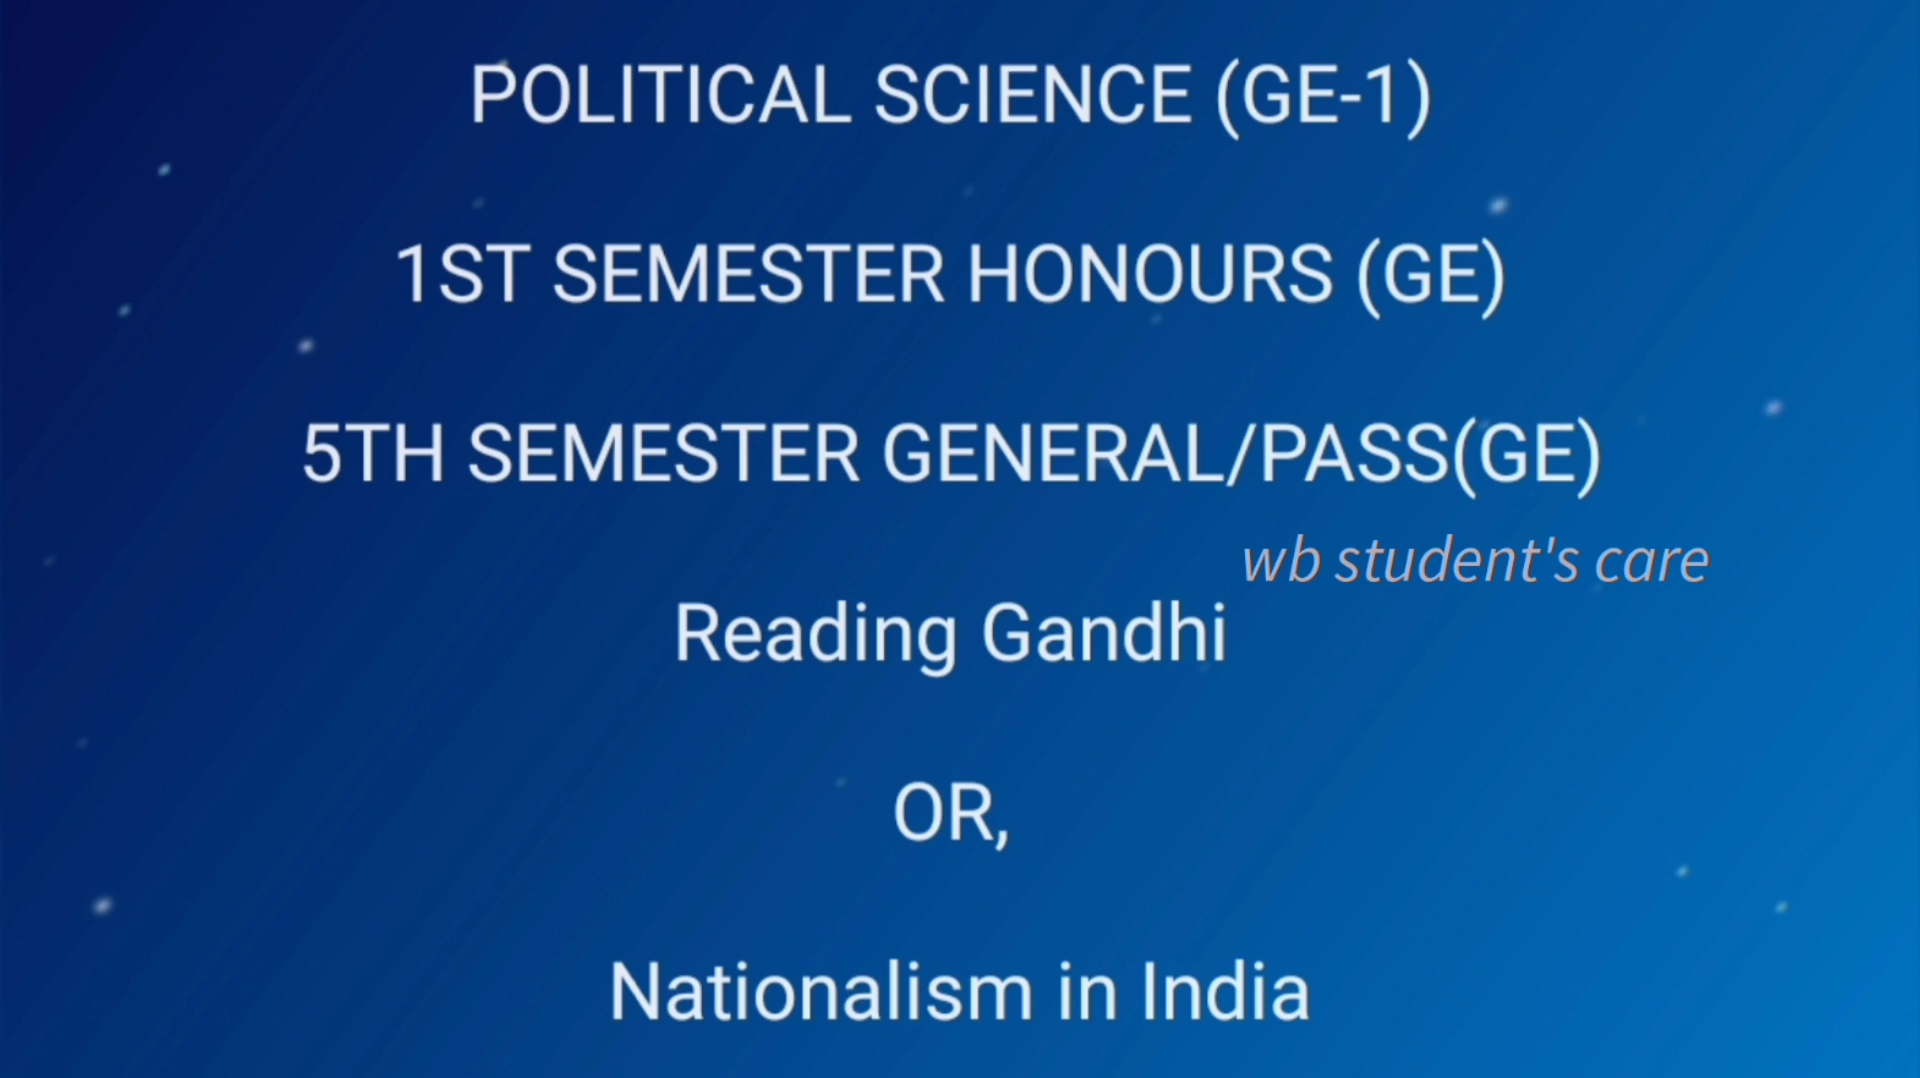 POLITICAL SCIENCE (GE-1)
1ST SEMESTER HONOURS (GE)
5TH SEMESTER GENERAL/PASS(GE)
wb student's care
Reading Gandhi
OR,
Nationalism in India